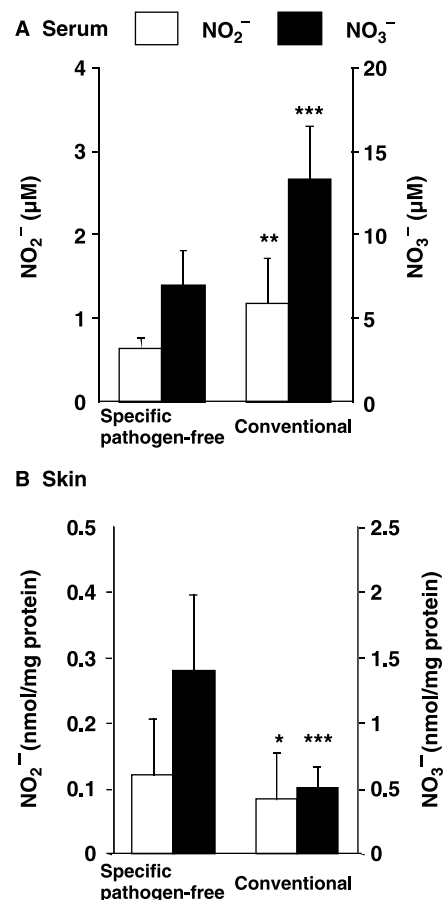 A Serum NO₂⁻ NO₃⁻
4
3
2
1
0
NO₂⁻ (µM)
20
15
10
5
0
NO₃⁻ (µM)
**
***
Specific
pathogen-free
Conventional
B Skin
0.5
0.4
0.3
0.2
0.1
0
NO₂⁻(nmol/mg protein)
2.5
2
1.5
1
0.5
0
NO₃⁻(nmol/mg protein)
*
***
Specific
pathogen-free
Conventional